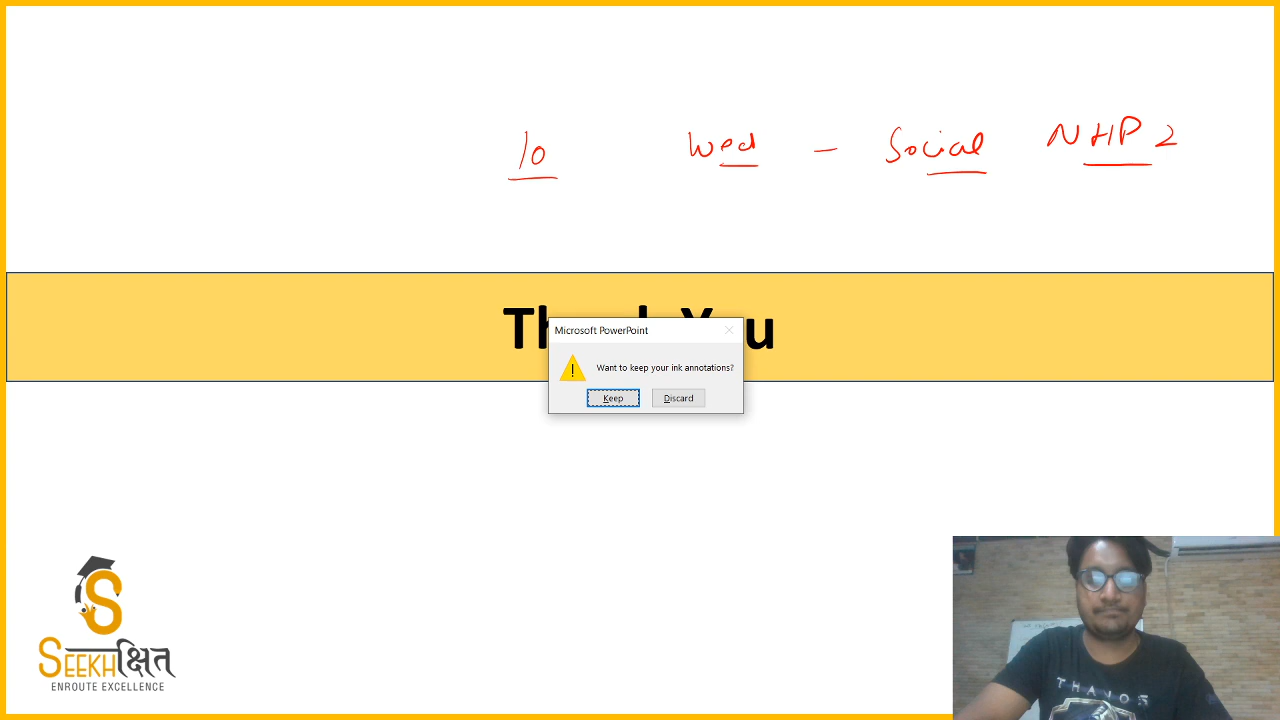 10 Wed - Social NHP 2
Th You
Microsoft PowerPoint
Want to keep your ink annotations?
Keep Discard
SEEKHक्षित
ENROUTE EXCELLENCE
THANOS